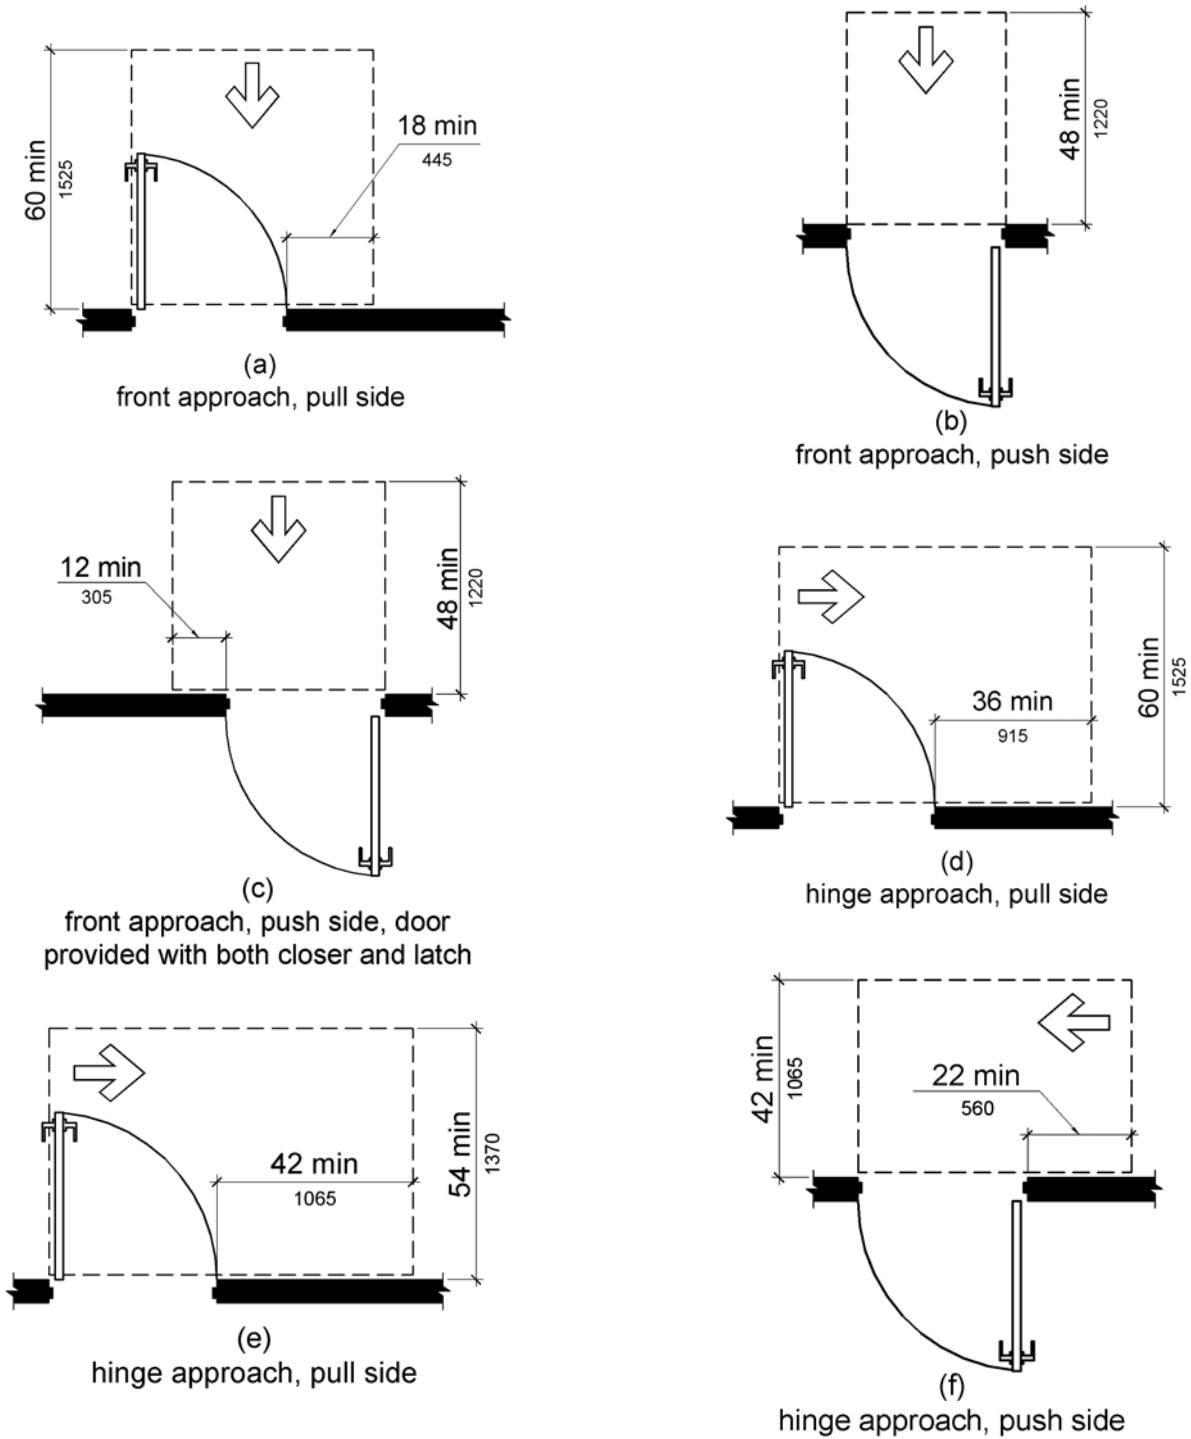 60 min
1525
18 min
445
(a)
front approach, pull side
48 min
1220
(b)
front approach, push side
12 min
305
48 min
1220
(c)
front approach, push side, door
provided with both closer and latch
36 min
915
60 min
1525
(d)
hinge approach, pull side
42 min
1065
54 min
1370
(e)
hinge approach, pull side
42 min
1065
22 min
560
(f)
hinge approach, push side